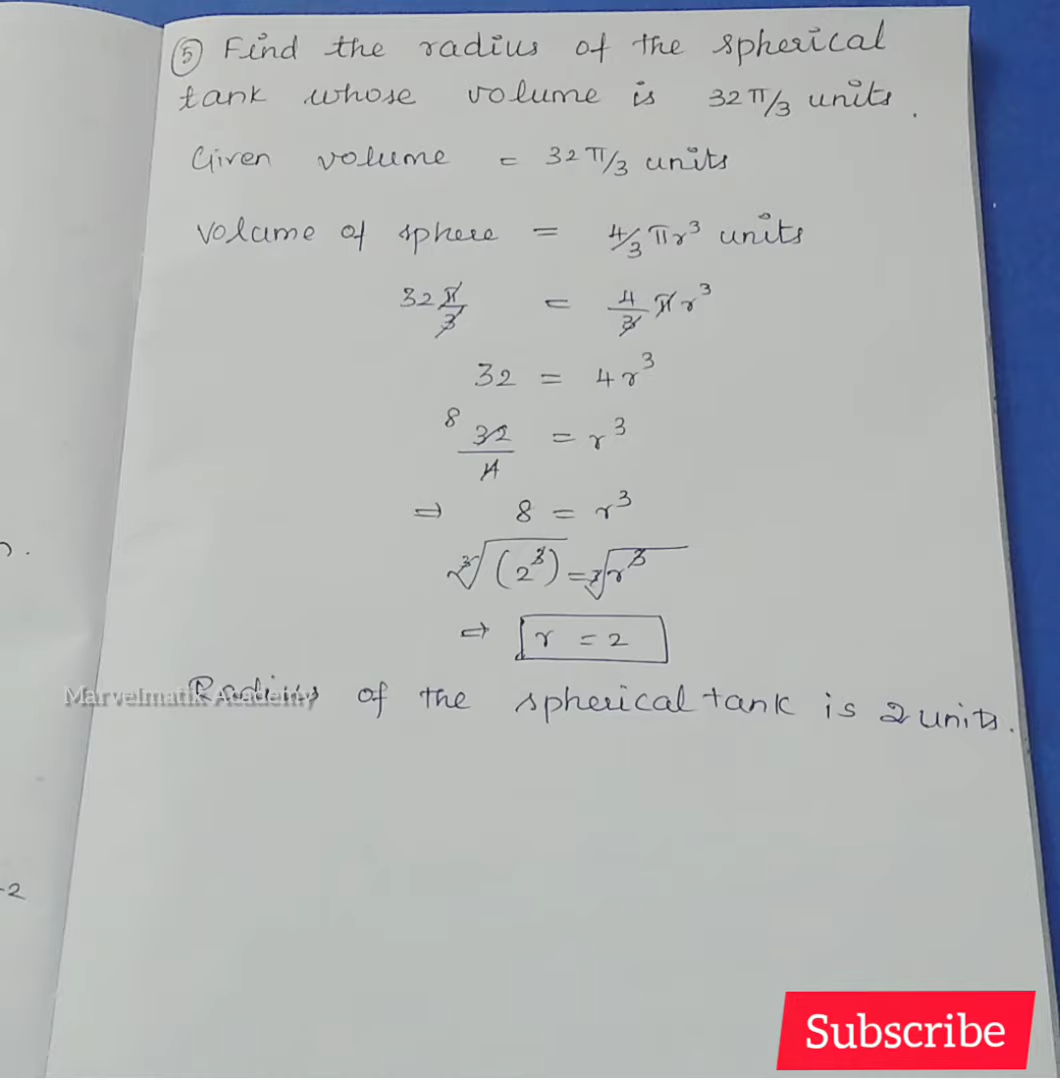 ⑤ Find the radius of the spherical
tank whose volume is 32π/3 units.
Given volume = 32π/3 units
Volume of sphere = 4/3 πr³ units
32π/3 = 4/3 πr³
32 = 4r³
8 32/4 = r³
⇒ 8 = r³
∛(2³) = ∛r³
⇒ r = 2
Marvelmatik Academy
Radius of the spherical tank is 2 units.
-2
Subscribe